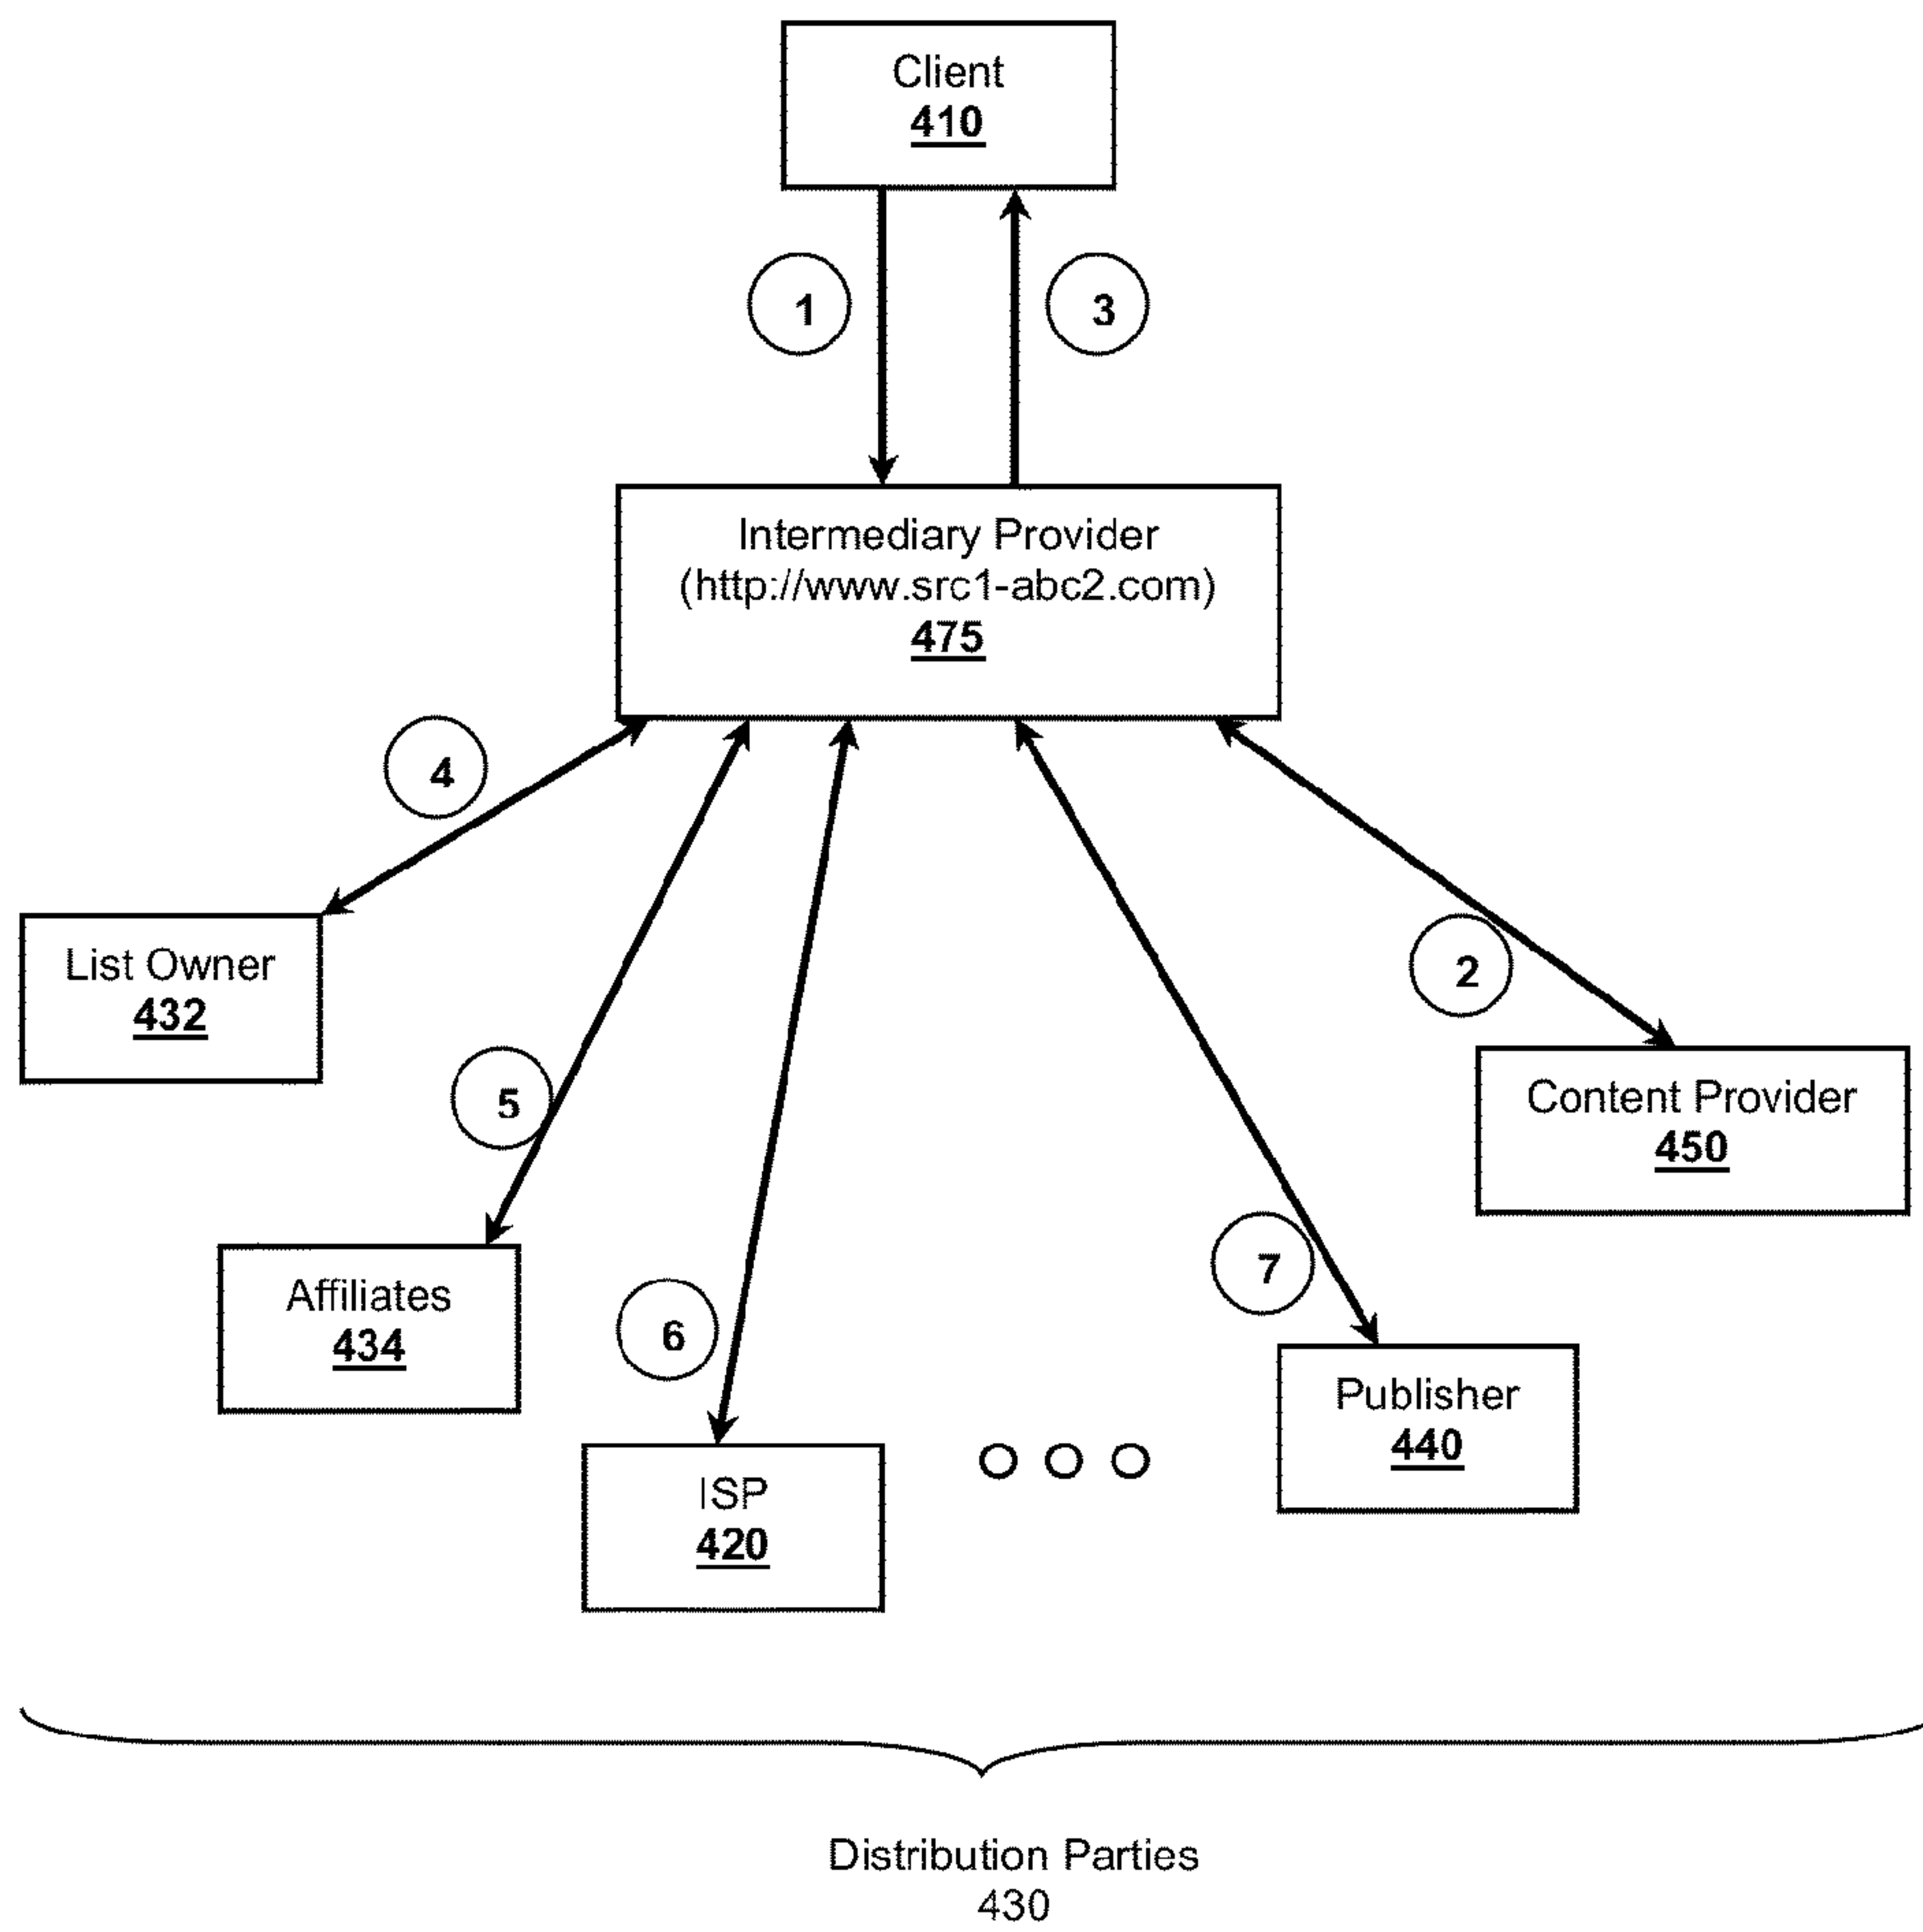 Client
410
1
3
Intermediary Provider
(http://www.src1-abc2.com)
475
4
List Owner
432
2
5
Content Provider
450
7
Affiliates
434
6
Publisher
440
ISP
420
Distribution Parties
430